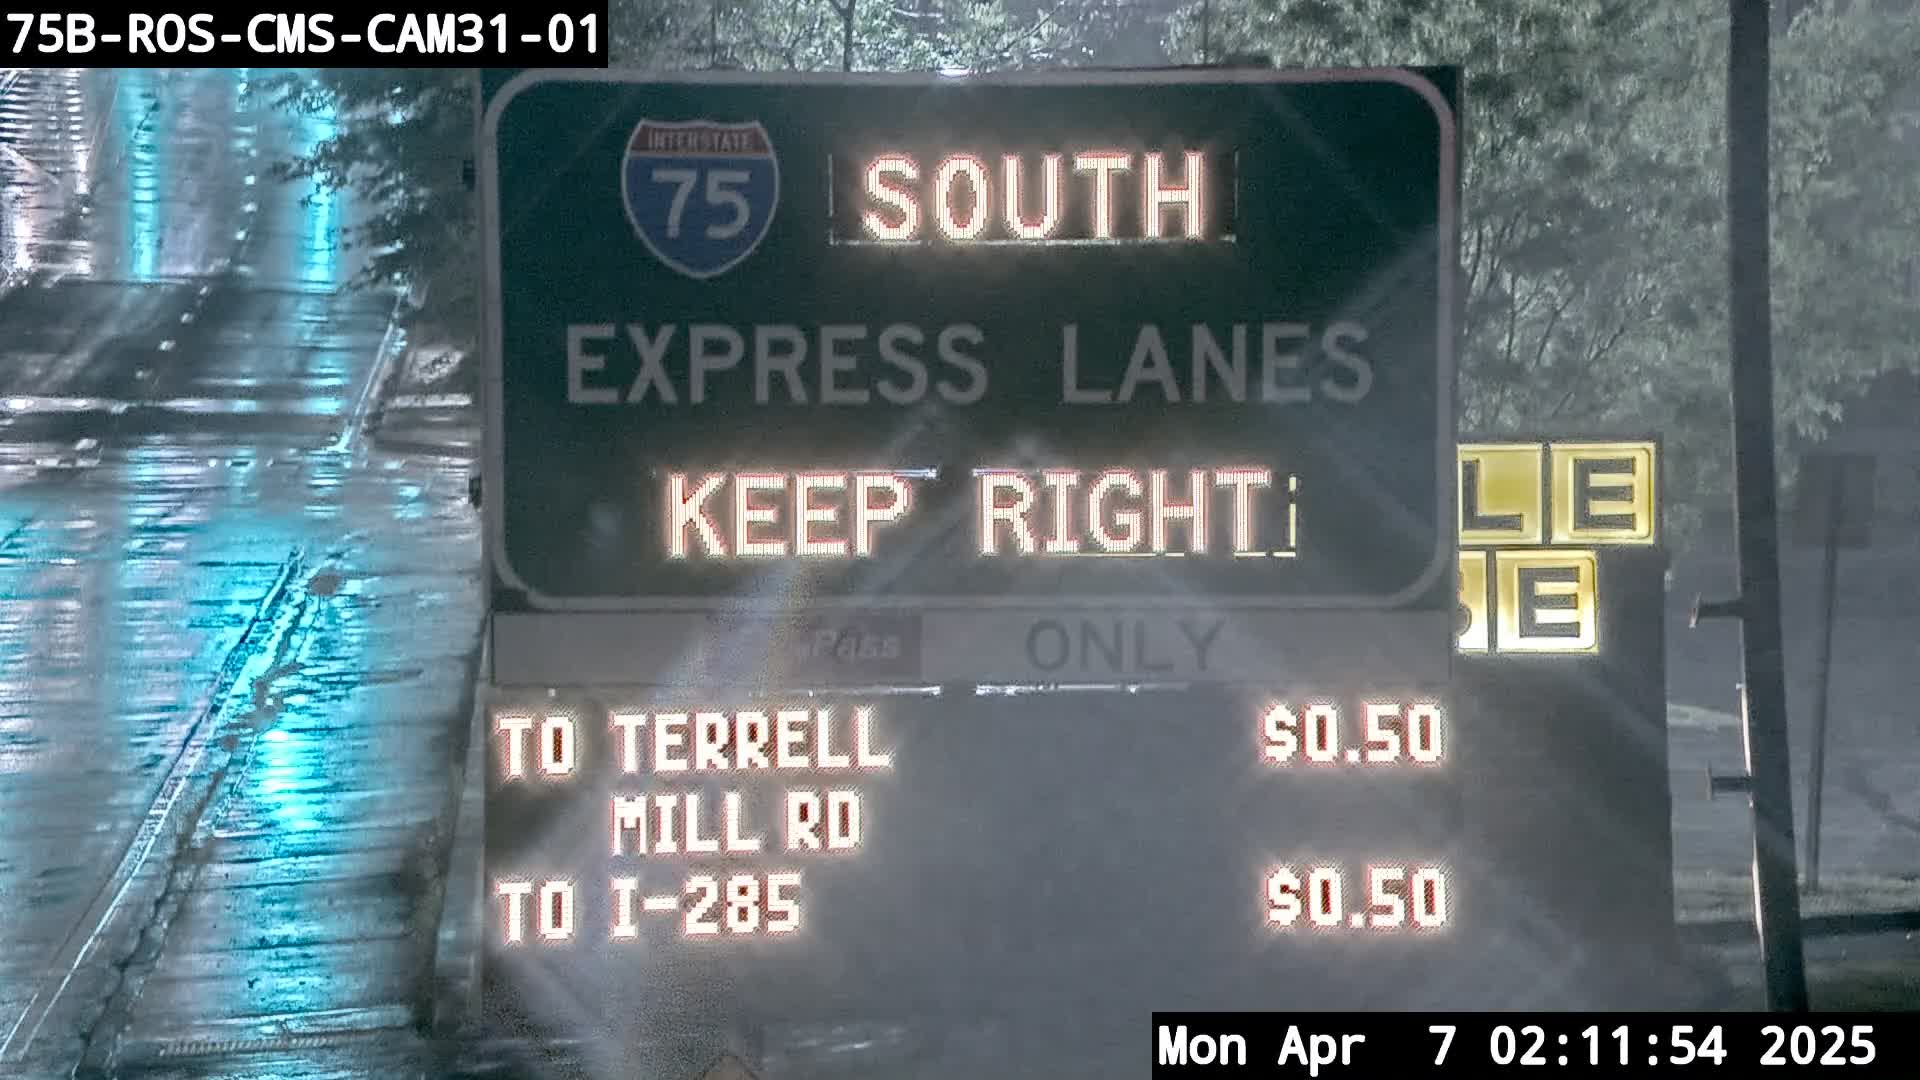 75B-ROS-CMS-CAM31-01
INTERSTATE
75
SOUTH
EXPRESS LANES
KEEP RIGHT
Pass ONLY
TO TERRELL $0.50
MILL RD
TO I-285 $0.50
LE
E
Mon Apr 7 02:11:54 2025